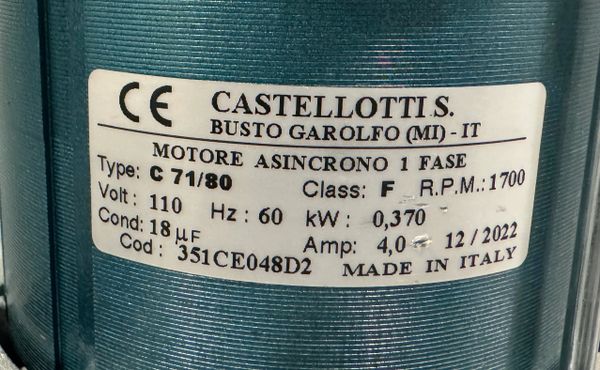 CE CASTELLOTTI S.
BUSTO GAROLFO (MI) - IT
MOTORE ASINCRONO 1 FASE
Type: C 71/80 Class: F R.P.M.: 1700
Volt: 110 Hz: 60 kW: 0,370
Cond: 18 µF Amp: 4,0 12/2022
Cod: 351CE048D2 MADE IN ITALY